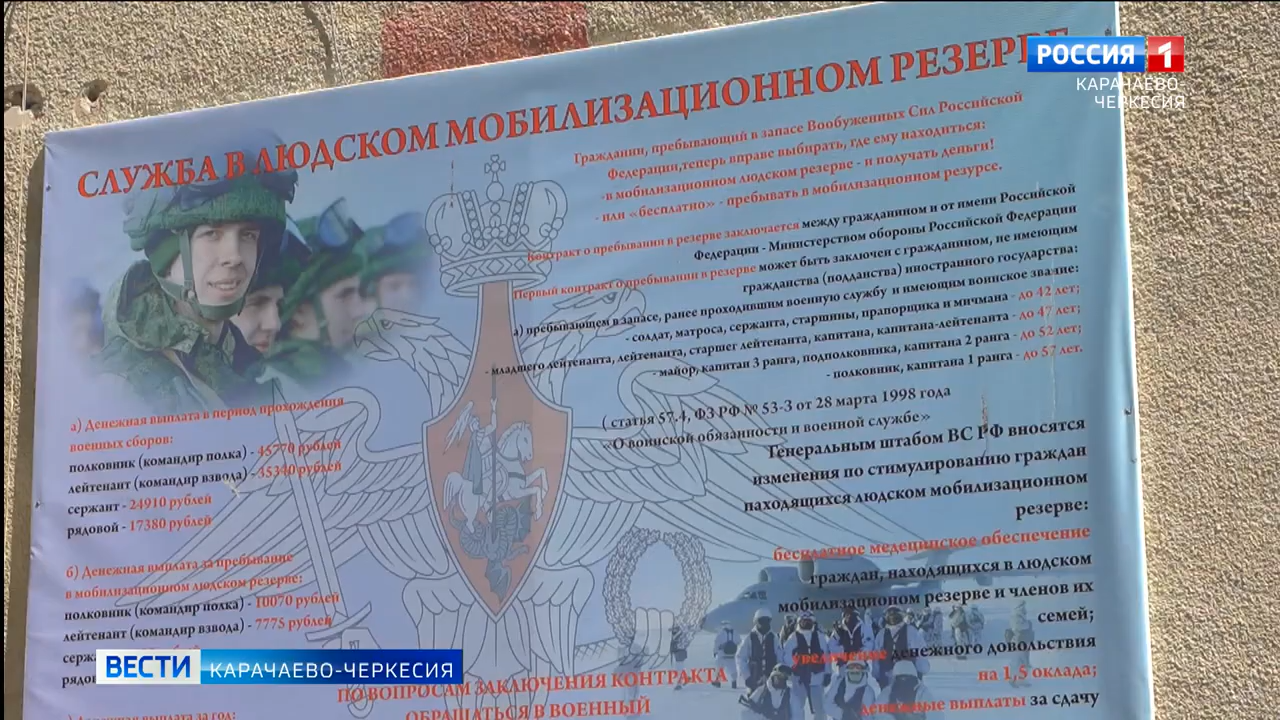 РОССИЯ 1
КАРАЧАЕВО-
ЧЕРКЕСИЯ
СЛУЖБА В ЛЮДСКОМ МОБИЛИЗАЦИОННОМ РЕЗЕРВЕ
Гражданин, пребывающий в запасе Вооруженных Сил Российской
Федерации,теперь вправе выбирать, где ему находиться:
-в мобилизационном людском резерве - и получать деньги!
- или «бесплатно» - пребывать в мобилизационном резурсе.
Контракт о пребывании в резерве заключается между гражданином и от имени Российской
Федерации - Министерством обороны Российской Федерации
Первый контракт о пребывании в резерве может быть заключен с гражданином, не имеющим
гражданства (подданства) иностранного государства:
а) пребывающем в запасе, ранее проходившим военную службу и имеющим воинское звание:
- солдат, матроса, сержанта, старшины, прапорщика и мичмана - до 42 лет;
- младшего лейтенанта, лейтенанта, старшег лейтенанта, капитана, капитана-лейтенанта - до 47 лет;
- майор, капитан 3 ранга, подполковника, капитана 2 ранга - до 52 лет;
- полковник, капитана 1 ранга - до 57 лет.
( статья 57.4, ФЗ РФ № 53-З от 28 марта 1998 года
«О воиской обязанности и военной службе»
Генеральным штабом ВС РФ вносятся
изменения по стимулированию граждан
находящихся людском мобилизационном
резерве:
бесплатное медецинское обеспечение
граждан, находящихся в людском
мобилизационом резерве и членов их
семей;
увеличение денежного довольствия
на 1,5 оклада;
денежные выплаты за сдачу
а) Денежная выплата в период прохождения
военных сборов:
полковник (командир полка) - 45770 рублей
лейтенант (командир взвода) - 35340 рублей
сержант - 24910 рублей
рядовой - 17380 рублей
б) Денежная выплата за пребывание
в мобилизационном людском резерве:
полковник (командир полка) - 10070 рублей
лейтенант (командир взвода) - 7775 рублей
ПО ВОПРОСАМ ЗАКЛЮЧЕНИЯ КОНТРАКТА
ОБРАЩАТЬСЯ В ВОЕННЫЙ
ВЕСТИ КАРАЧАЕВО-ЧЕРКЕСИЯ